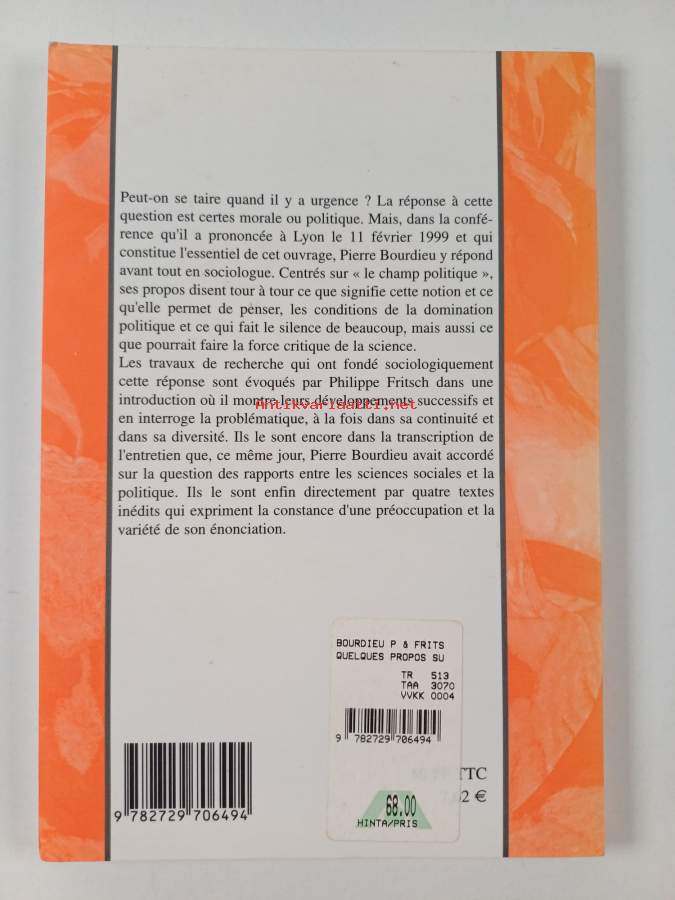 Peut-on se taire quand il y a urgence ? La réponse à cette
question est certes morale ou politique. Mais, dans la confé-
rence qu'il a prononcée à Lyon le 11 février 1999 et qui
constitue l'essentiel de cet ouvrage, Pierre Bourdieu y répond
avant tout en sociologue. Centrés sur « le champ politique »,
ses propos disent tour à tour ce que signifie cette notion et ce
qu'elle permet de penser, les conditions de la domination
politique et ce qui fait le silence de beaucoup, mais aussi ce
que pourrait faire la force critique de la science.
Les travaux de recherche qui ont fondé sociologiquement
cette réponse sont évoqués par Philippe Fritsch dans une
introduction où il montre leurs développements successifs et
Antikvariaatti.net
en interroge la problématique, à la fois dans sa continuité et
dans sa diversité. Ils le sont encore dans la transcription de
l'entretien que, ce même jour, Pierre Bourdieu avait accordé
sur la question des rapports entre les sciences sociales et la
politique. Ils le sont enfin directement par quatre textes
inédits qui expriment la constance d'une préoccupation et la
variété de son énonciation.
BOURDIEU P & FRITS
QUELQUES PROPOS SU
TR 513
TAA 3070
VVKK 0004
9 782729 706494
TTC
€
68.00
HINTA/PRIS
9 782729 706494